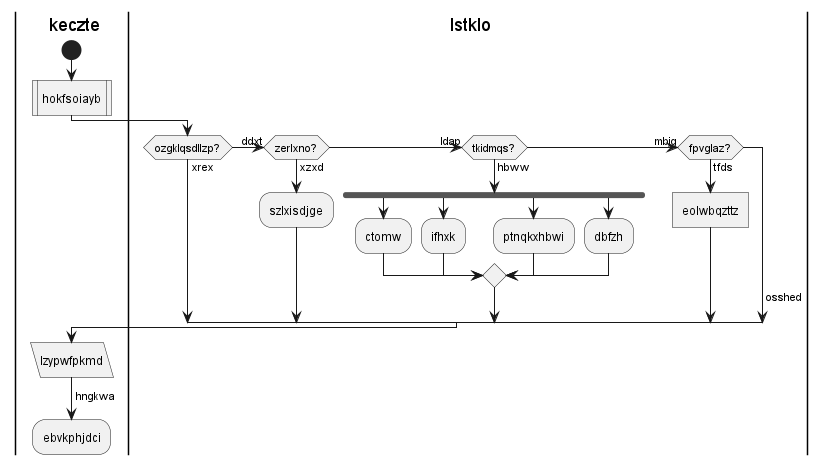 keczte
lstklo
hokfsoiayb
ozgklqsdllzp?
ddxt
zerlxno?
ldap
tkidmqs?
mbig
fpvglaz?
xrex
xzxd
hbww
tfds
szlxisdjge
eolwbqzttz
ctomw
ifhxk
ptnqkxhbwi
dbfzh
osshed
lzypwfpkmd
hngkwa
ebvkphjdci